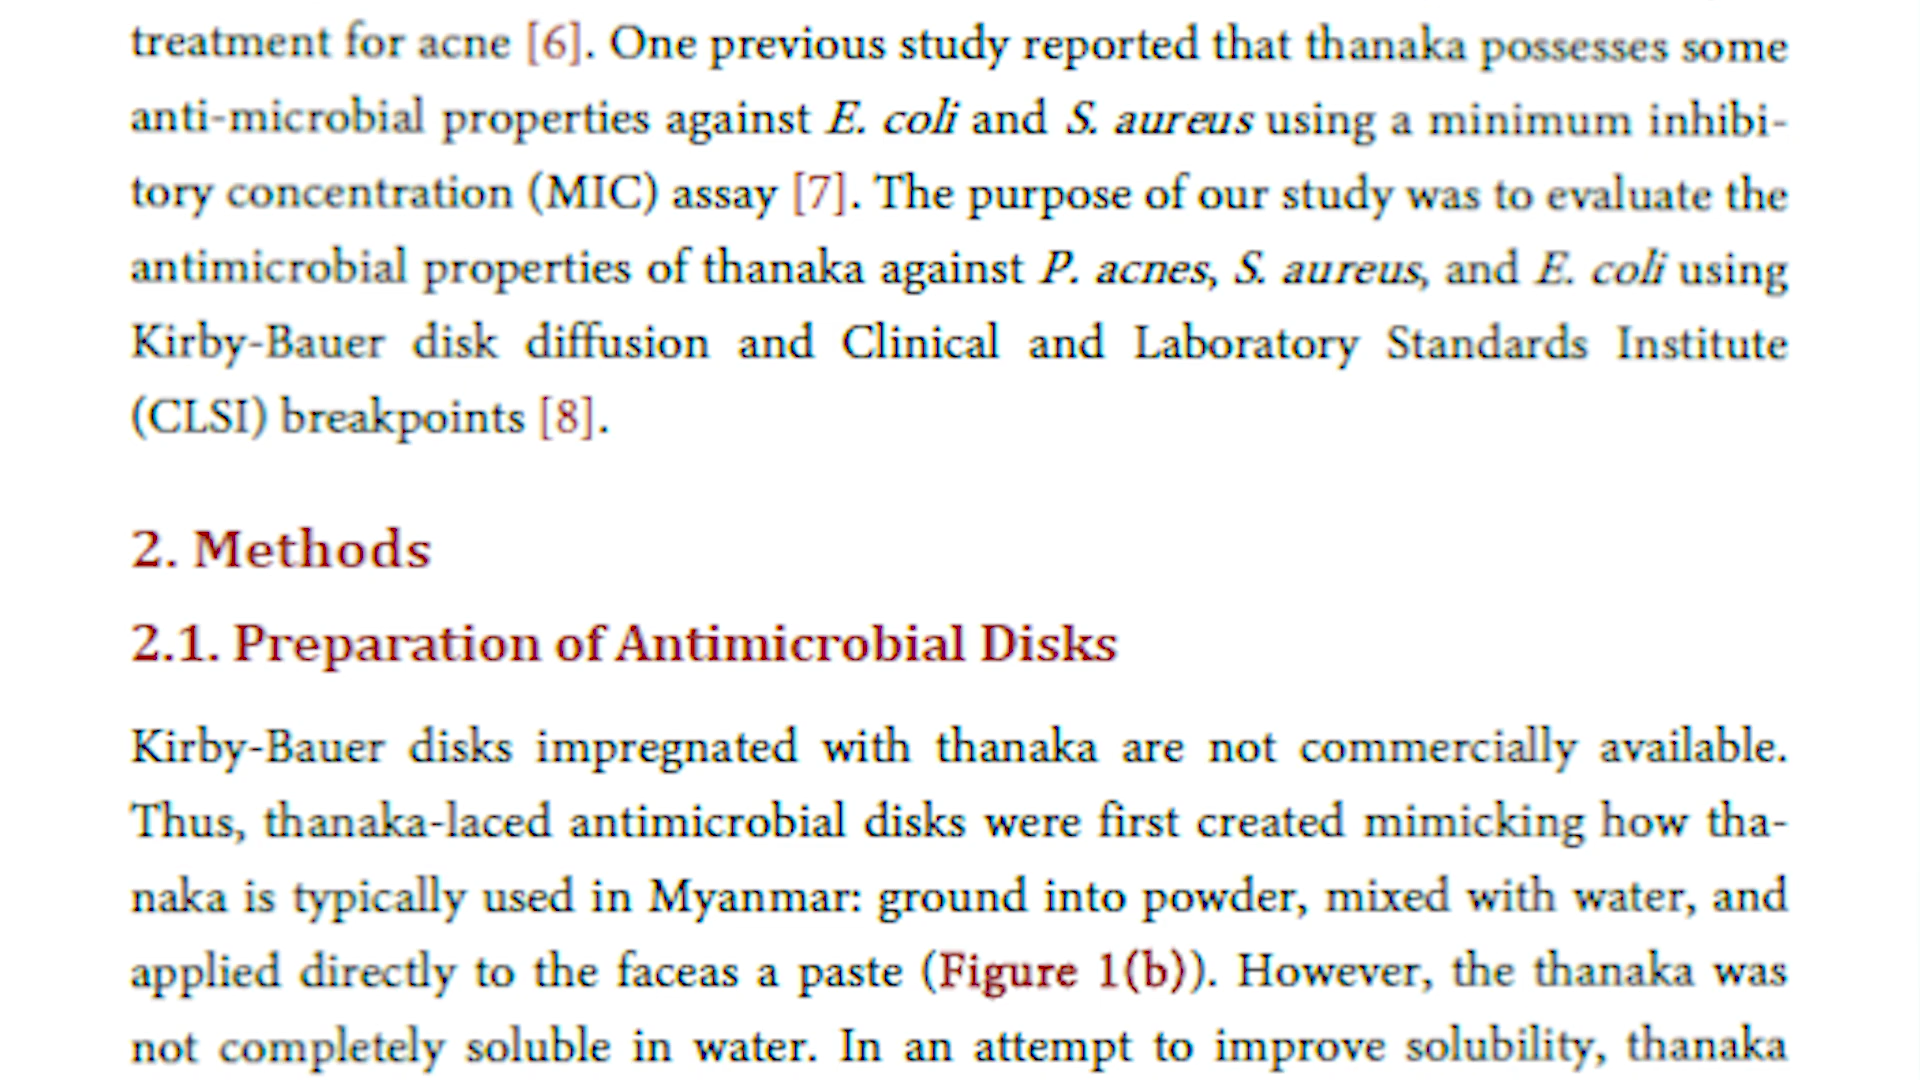 treatment for acne [6]. One previous study reported that thanaka possesses some
anti-microbial properties against E. coli and S. aureus using a minimum inhibi-
tory concentration (MIC) assay [7]. The purpose of our study was to evaluate the
antimicrobial properties of thanaka against P. acnes, S. aureus, and E. coli using
Kirby-Bauer disk diffusion and Clinical and Laboratory Standards Institute
(CLSI) breakpoints [8].
2. Methods
2.1. Preparation of Antimicrobial Disks
Kirby-Bauer disks impregnated with thanaka are not commercially available.
Thus, thanaka-laced antimicrobial disks were first created mimicking how tha-
naka is typically used in Myanmar: ground into powder, mixed with water, and
applied directly to the faceas a paste (Figure 1(b)). However, the thanaka was
not completely soluble in water. In an attempt to improve solubility, thanaka